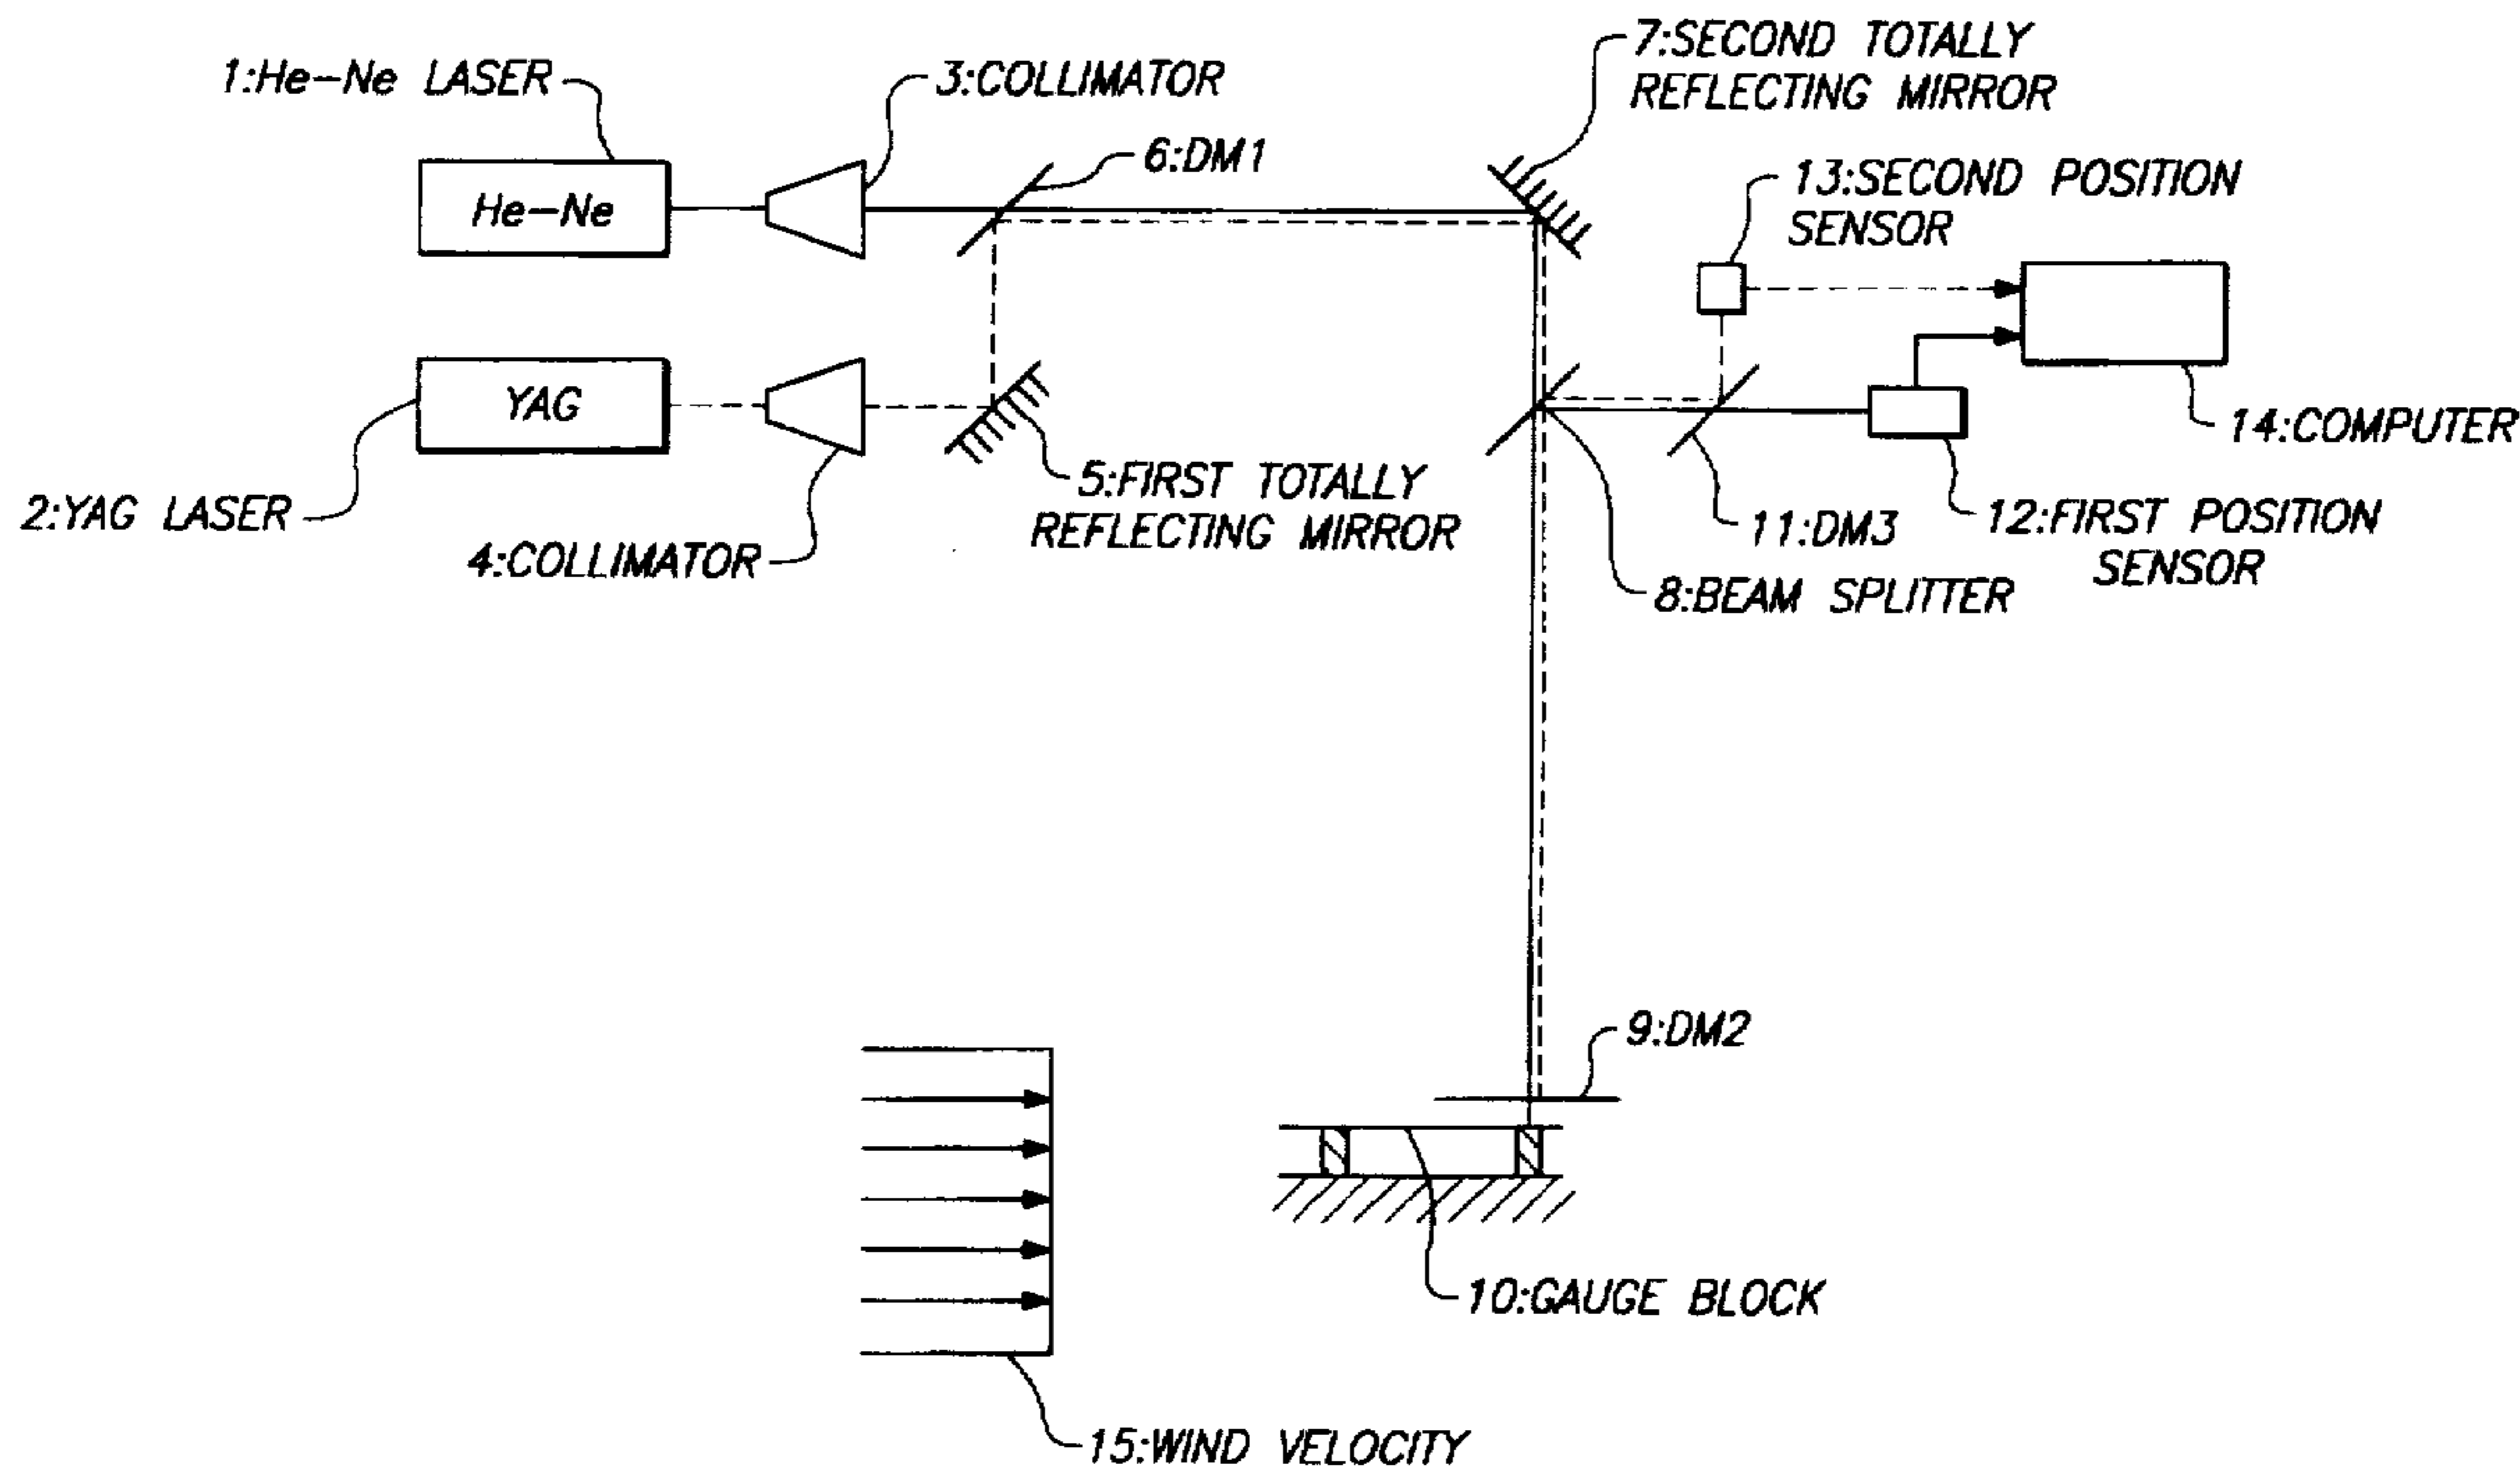 7:SECOND TOTALLY
REFLECTING MIRROR
1:He-Ne LASER
3:COLLIMATOR
6:DM1
13:SECOND POSITION
SENSOR
He-Ne
YAG
14:COMPUTER
5:FIRST TOTALLY
REFLECTING MIRROR
2:YAG LASER
4:COLLIMATOR
11:DM3
12:FIRST POSITION
SENSOR
8:BEAM SPLITTER
9:DM2
10:GAUGE BLOCK
15:WIND VELOCITY